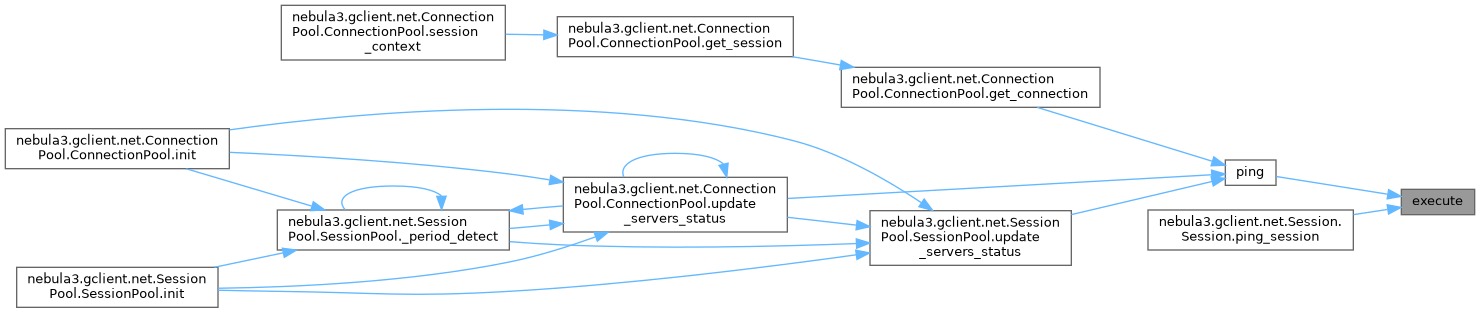 nebula3.gclient.net.Connection
Pool.ConnectionPool.session
_context
nebula3.gclient.net.Connection
Pool.ConnectionPool.get_session
nebula3.gclient.net.Connection
Pool.ConnectionPool.get_connection
nebula3.gclient.net.Connection
Pool.ConnectionPool.init
ping
nebula3.gclient.net.Connection
Pool.ConnectionPool.update
_servers_status
execute
nebula3.gclient.net.Session
Pool.SessionPool._period_detect
nebula3.gclient.net.Session
Pool.SessionPool.update
_servers_status
nebula3.gclient.net.Session.
Session.ping_session
nebula3.gclient.net.Session
Pool.SessionPool.init